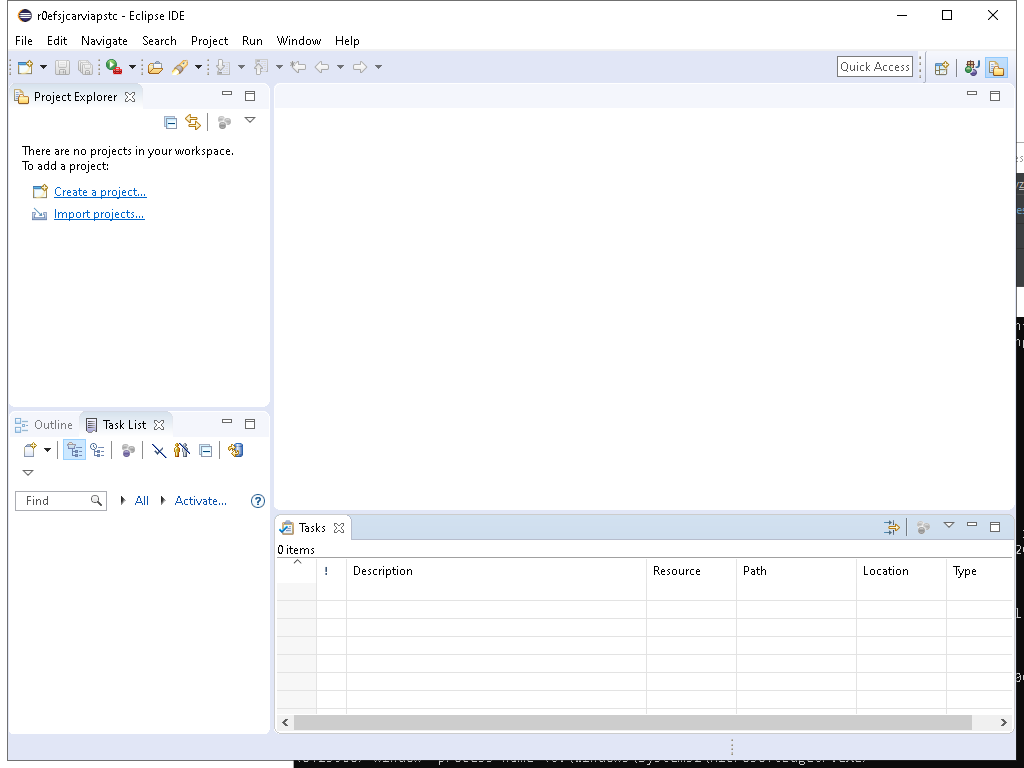 r0efsjcarviapstc - Eclipse IDE
File Edit Navigate Search Project Run Window Help
Quick Access
Project Explorer
There are no projects in your workspace.
To add a project:
Create a project...
Import projects...
Outline Task List
Find All Activate...
Tasks
0 items
! Description Resource Path Location Type